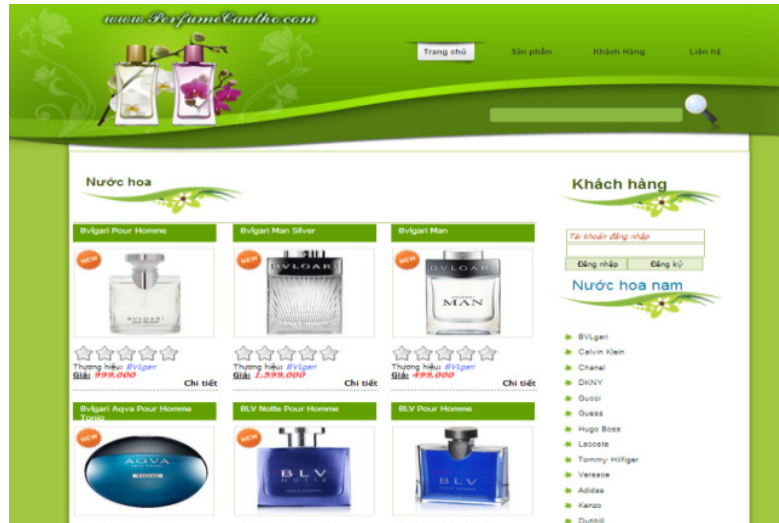 www.PerfumeCantho.com
Trang chủ
Sản phẩm
Khách Hàng
Liên hệ
Nước hoa
Bvlgari Pour Homme
Bvlgari Man Silver
Bvlgari Man
NEW
BVLGARI
NEW
BVLGARI
NEW
BVLGARI
MAN
Thương hiệu: BVLgari
Giá: 999,000
Chi tiết
Thương hiệu: BVLgari
Giá: 1,599,000
Chi tiết
Thương hiệu: BVLgari
Giá: 499,000
Chi tiết
Bvlgari Aqva Pour Homme
Toniq
BLV Notte Pour Homme
BLV Pour Homme
NEW
AQVA
NEW
BLV
NOTTE
BLV
Khách hàng
Tài khoản đăng nhập
Đăng nhập
Đăng ký
Nước hoa nam
BVLgari
Calvin Klein
Chanel
DKNY
Gucci
Guess
Hugo Boss
Lacoste
Tommy Hilfiger
Versace
Adidas
Kenzo
Dunhill